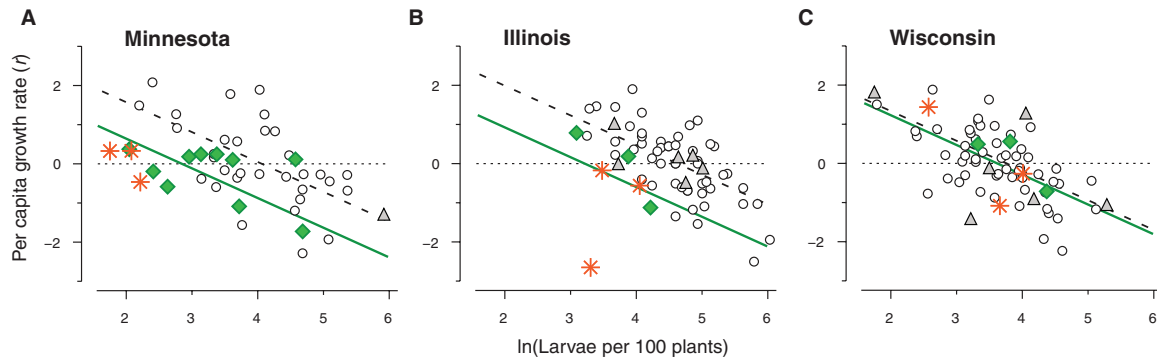 A
Minnesota
B
Illinois
C
Wisconsin
Per capita growth rate (r)
2
0
−2
2 3 4 5 6
2
0
−2
2 3 4 5 6
2
0
−2
2 3 4 5 6
ln(Larvae per 100 plants)